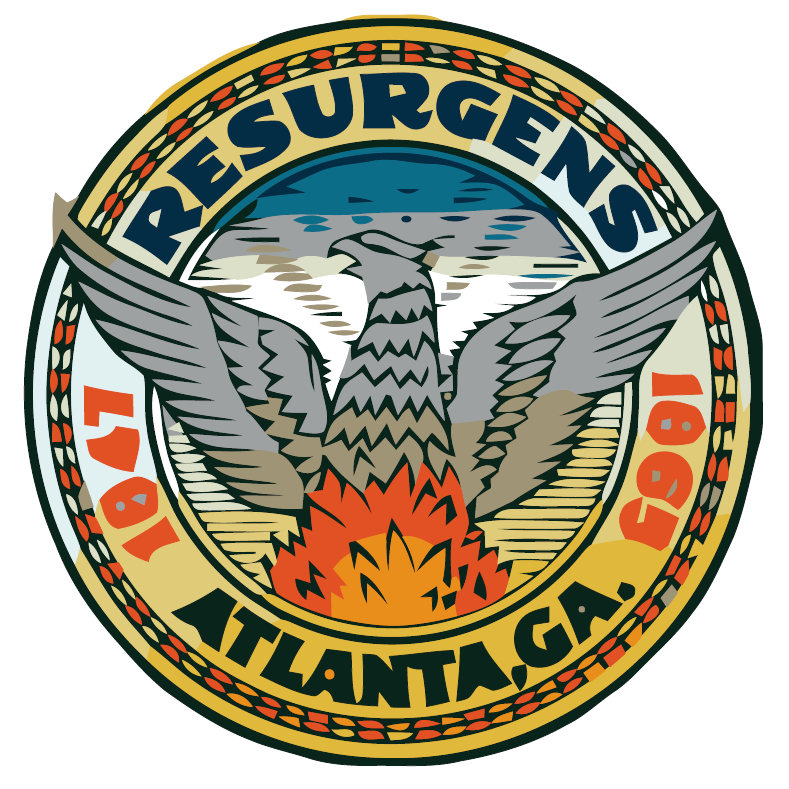 RESURGENS
1847
1865
ATLANTA, GA.